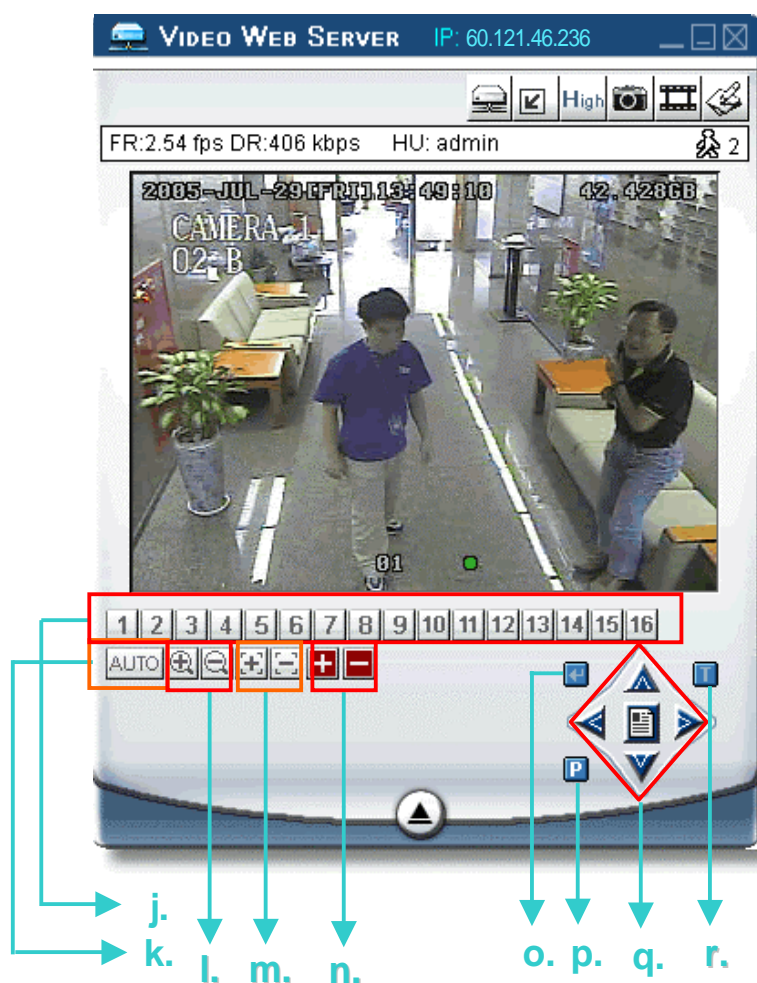 VIDEO WEB SERVER IP: 60.121.46.236
High
FR:2.54 fps DR:406 kbps HU: admin 2
2005-JUL-29[FRI]13:49:10 42.428GB
CAMERA 1
02 B
01
1 2 3 4 5 6 7 8 9 10 11 12 13 14 15 16
AUTO
T
P
j.
k. l. m. n. o. p. q. r.